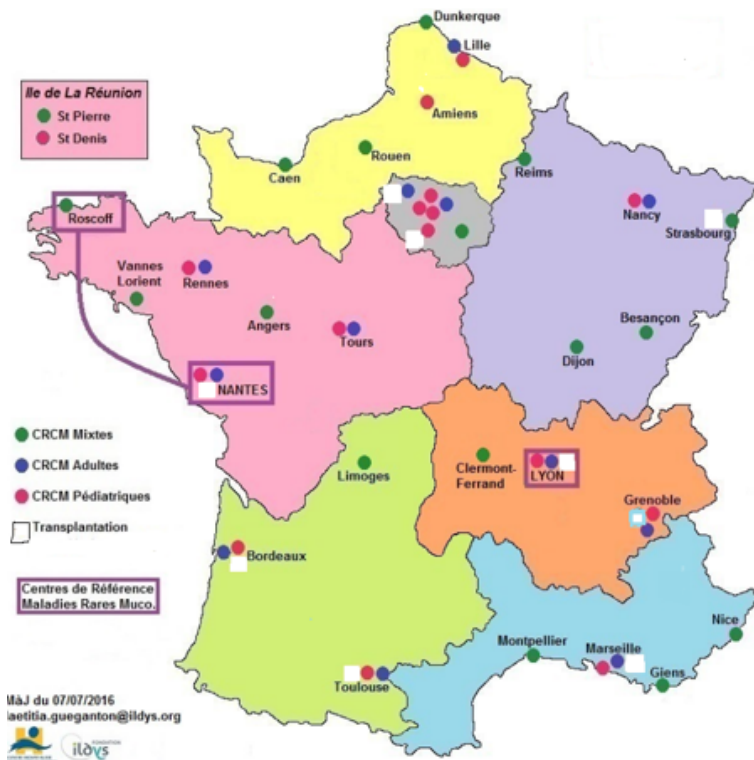 Dunkerque
Lille
Ile de La Réunion
St Pierre
St Denis
Amiens
Rouen
Caen
Reims
Nancy
Strasbourg
Roscoff
Vannes
Lorient
Rennes
Angers
Tours
Besançon
Dijon
NANTES
CRCM Mixtes
CRCM Adultes
CRCM Pédiatriques
Transplantation
Limoges
Clermont-
Ferrand
LYON
Grenoble
Bordeaux
Centres de Référence
Maladies Rares Muco.
Nice
Montpellier
Marseille
Giens
Toulouse
MàJ du 07/07/2016
laetitia.gueganton@ildys.org
FONDATION
ildys